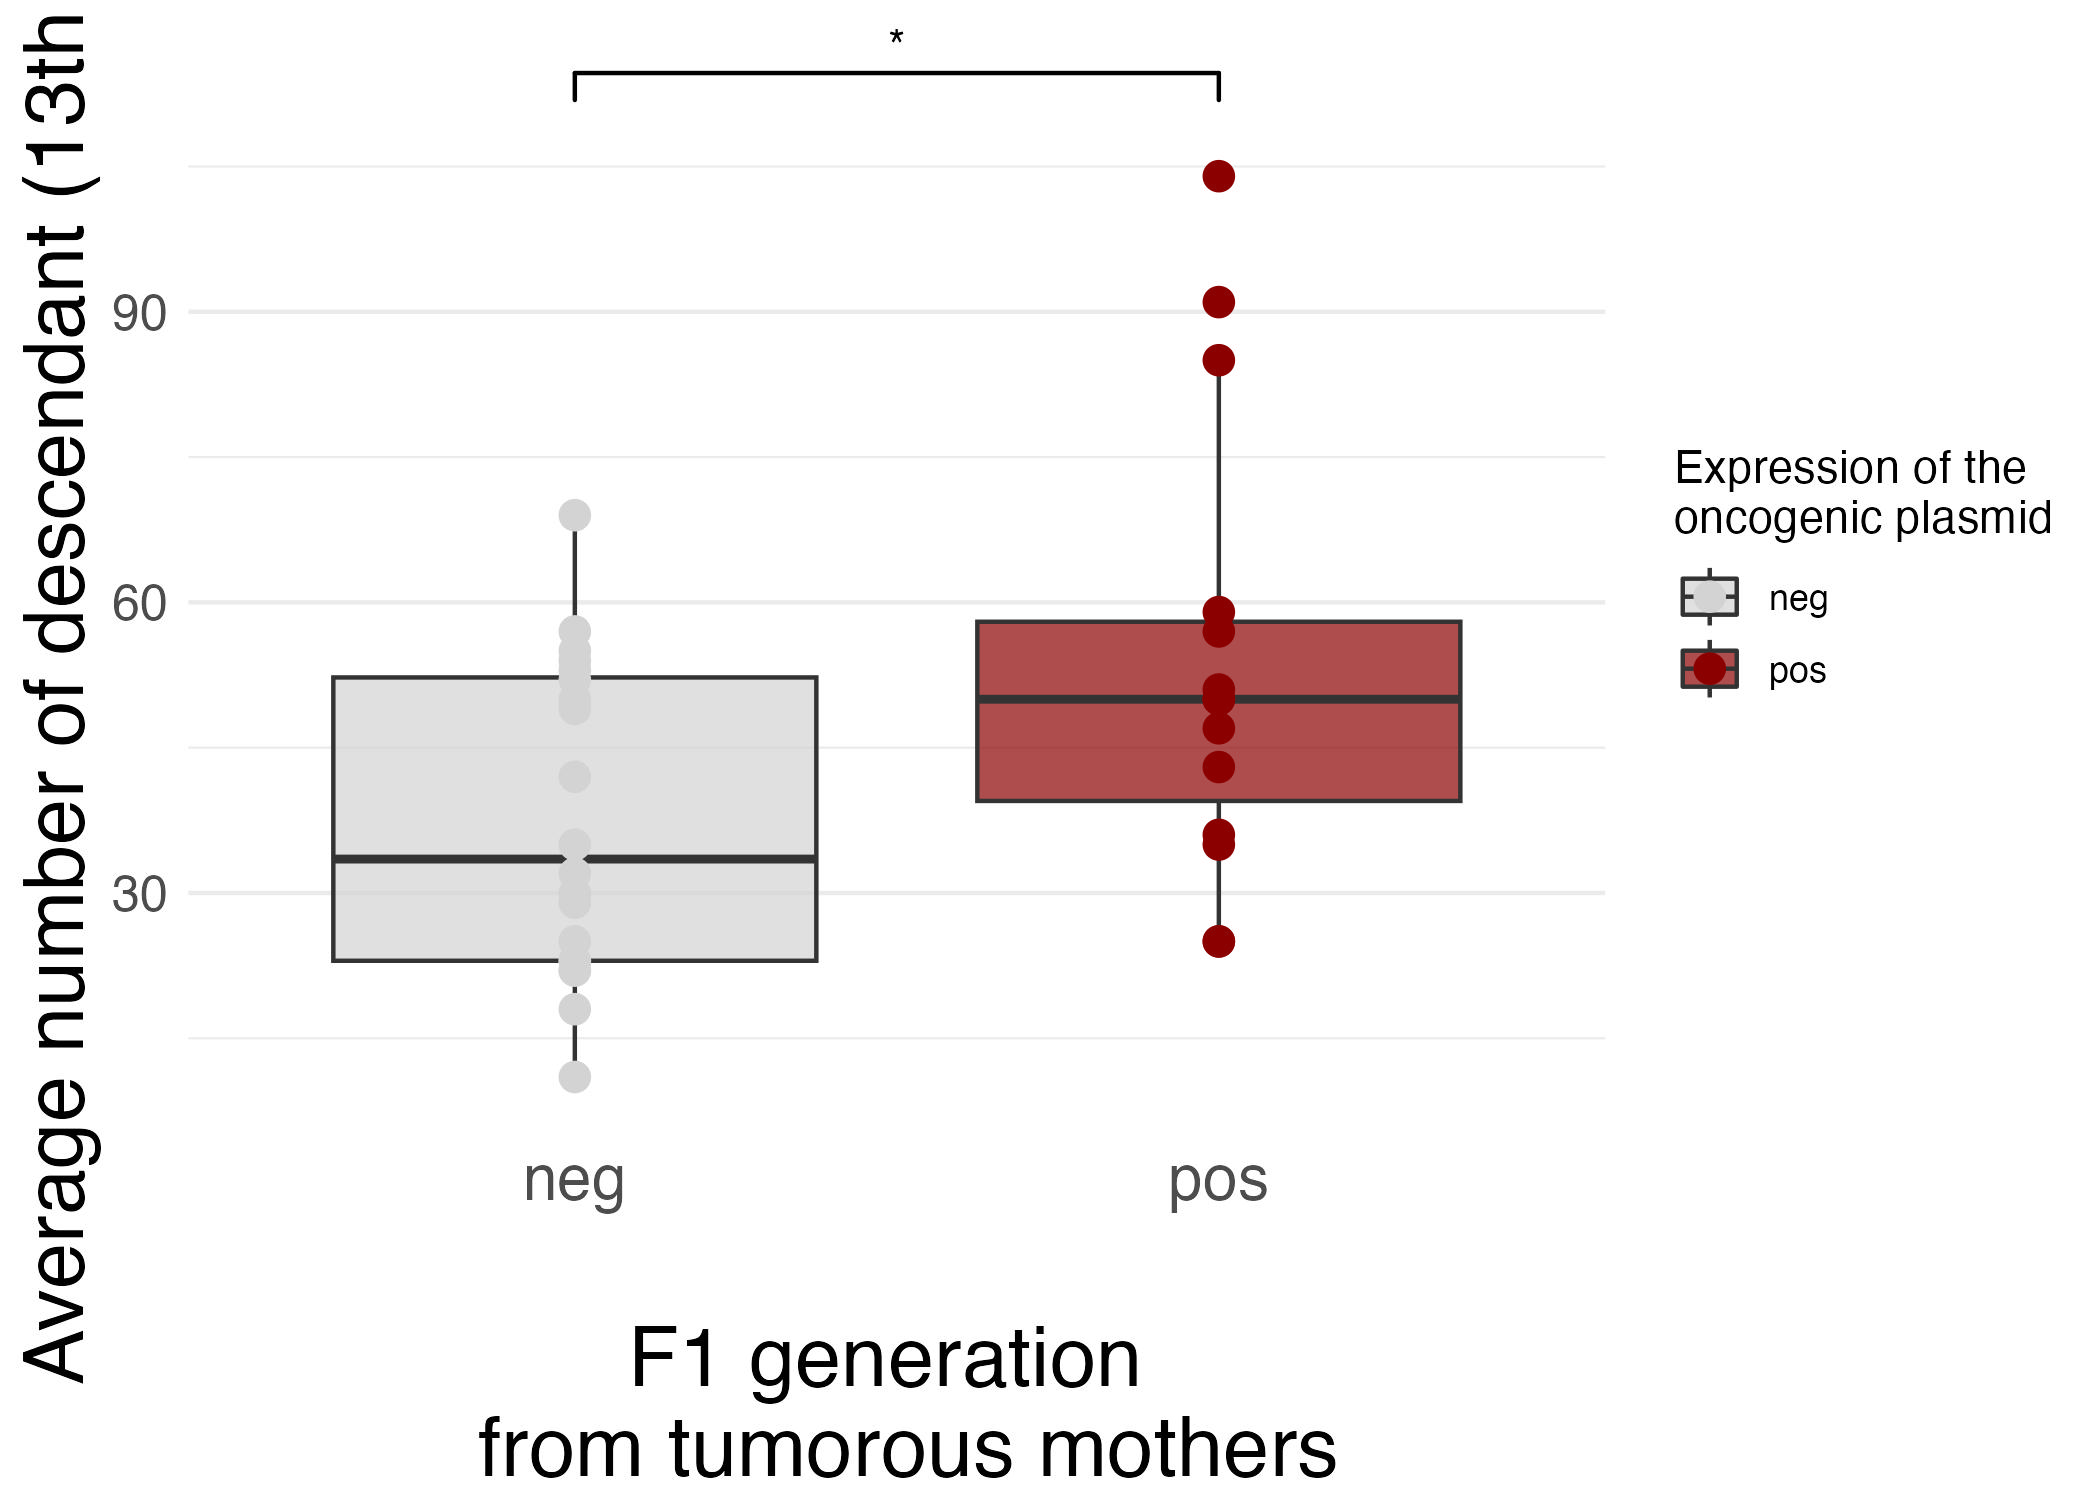 Average number of descendant (13th
*
90
60
30
neg
pos
F1 generation
from tumorous mothers
Expression of the
oncogenic plasmid
neg
pos